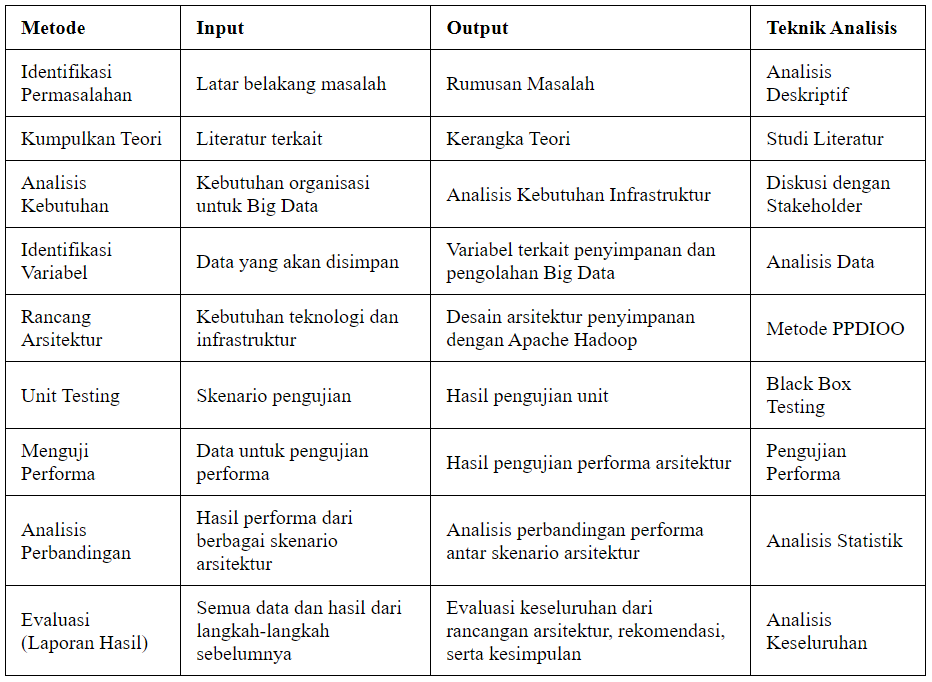 Metode Input Output Teknik Analisis
Identifikasi
Permasalahan
Latar belakang masalah
Rumusan Masalah
Analisis
Deskriptif
Kumpulkan Teori
Literatur terkait
Kerangka Teori
Studi Literatur
Analisis
Kebutuhan
Kebutuhan organisasi
untuk Big Data
Analisis Kebutuhan Infrastruktur
Diskusi dengan
Stakeholder
Identifikasi
Variabel
Data yang akan disimpan
Variabel terkait penyimpanan dan
pengolahan Big Data
Analisis Data
Rancang
Arsitektur
Kebutuhan teknologi dan
infrastruktur
Desain arsitektur penyimpanan
dengan Apache Hadoop
Metode PPDIOO
Unit Testing
Skenario pengujian
Hasil pengujian unit
Black Box
Testing
Menguji
Performa
Data untuk pengujian
performa
Hasil pengujian performa arsitektur
Pengujian
Performa
Analisis
Perbandingan
Hasil performa dari
berbagai skenario
arsitektur
Analisis perbandingan performa
antar skenario arsitektur
Analisis Statistik
Evaluasi
(Laporan Hasil)
Semua data dan hasil dari
langkah-langkah
sebelumnya
Evaluasi keseluruhan dari
rancangan arsitektur, rekomendasi,
serta kesimpulan
Analisis
Keseluruhan